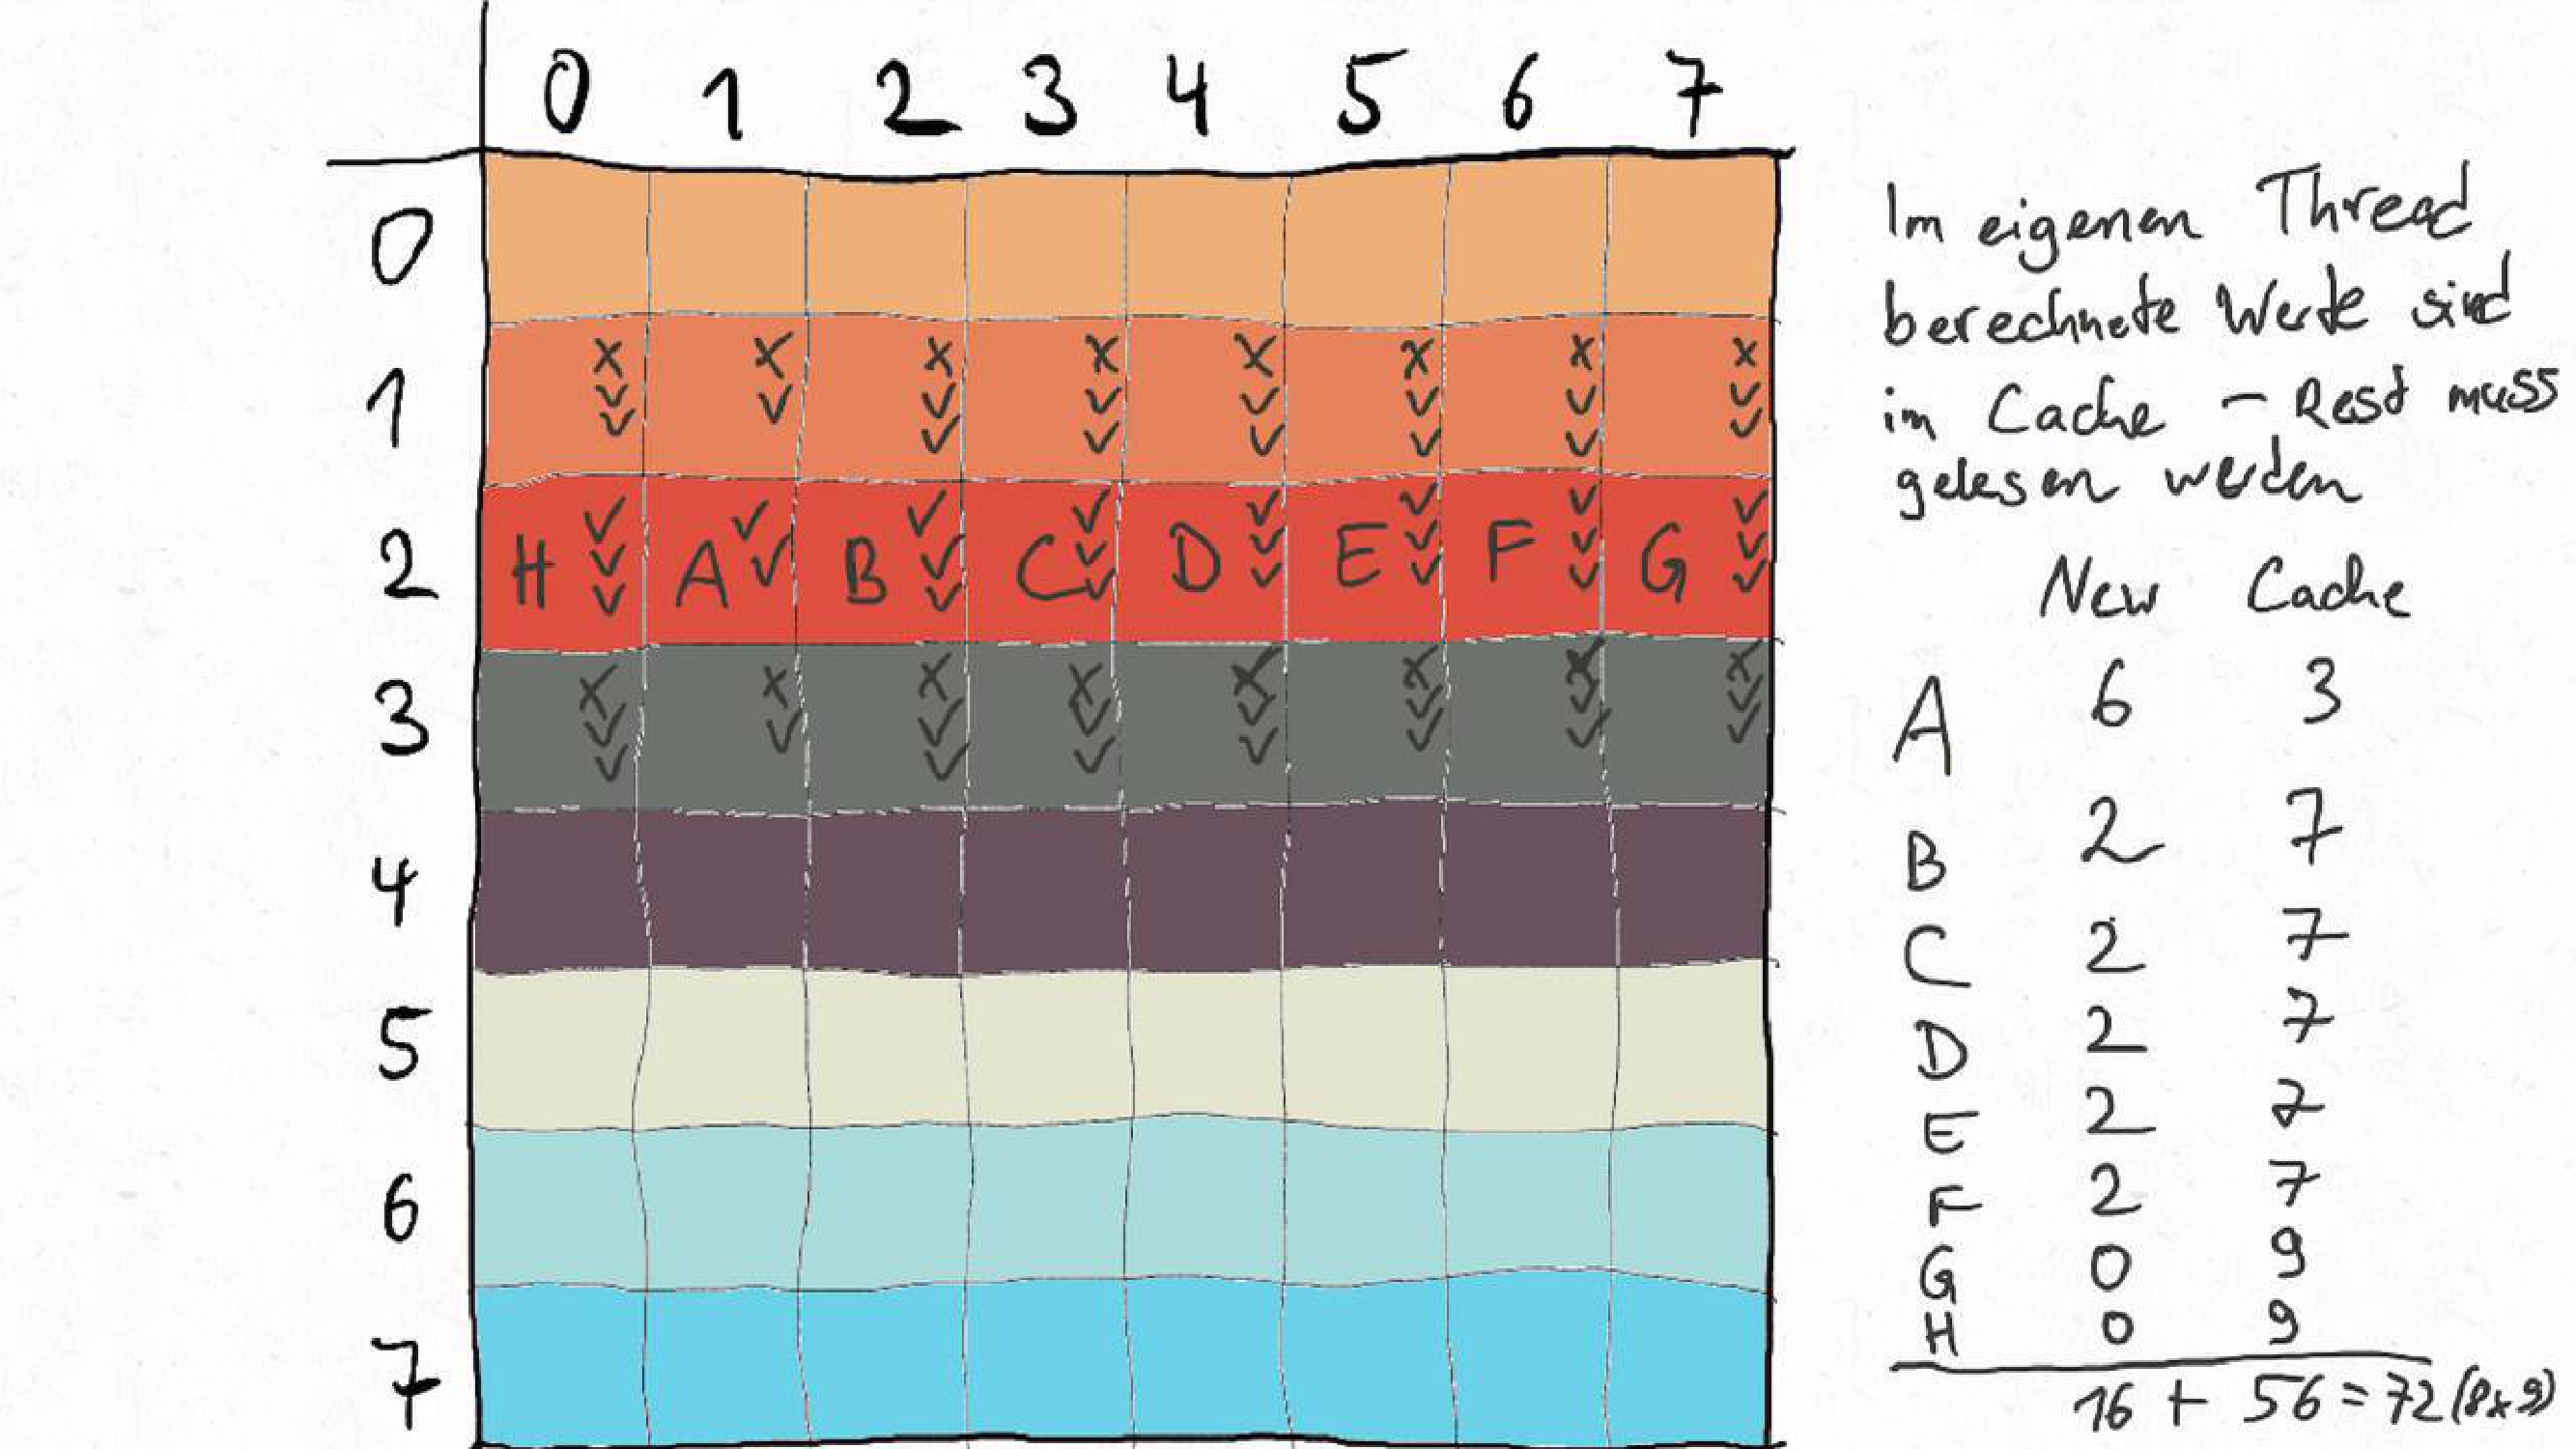 0 1 2 3 4 5 6 7
0
1 x x x x x x x x
✓ ✓ ✓ ✓ ✓ ✓ ✓ ✓
✓ ✓ ✓ ✓ ✓ ✓ ✓
2 H ✓ A ✓ B ✓ C ✓ D ✓ E ✓ F ✓ G ✓
✓ ✓ ✓ ✓ ✓ ✓ ✓ ✓
✓ ✓ ✓ ✓ ✓ ✓ ✓
3 x x x x x x x x
✓ ✓ ✓ ✓ ✓ ✓ ✓ ✓
✓ ✓ ✓ ✓ ✓ ✓ ✓
4
5
6
7
Im eigenen Thread
berechnete Werte sind
im Cache - Rest muss
gelesen werden
New Cache
A 6 3
B 2 7
C 2 7
D 2 7
E 2 7
F 2 7
G 0 9
H 0 9
16 + 56 = 72 (8x9)